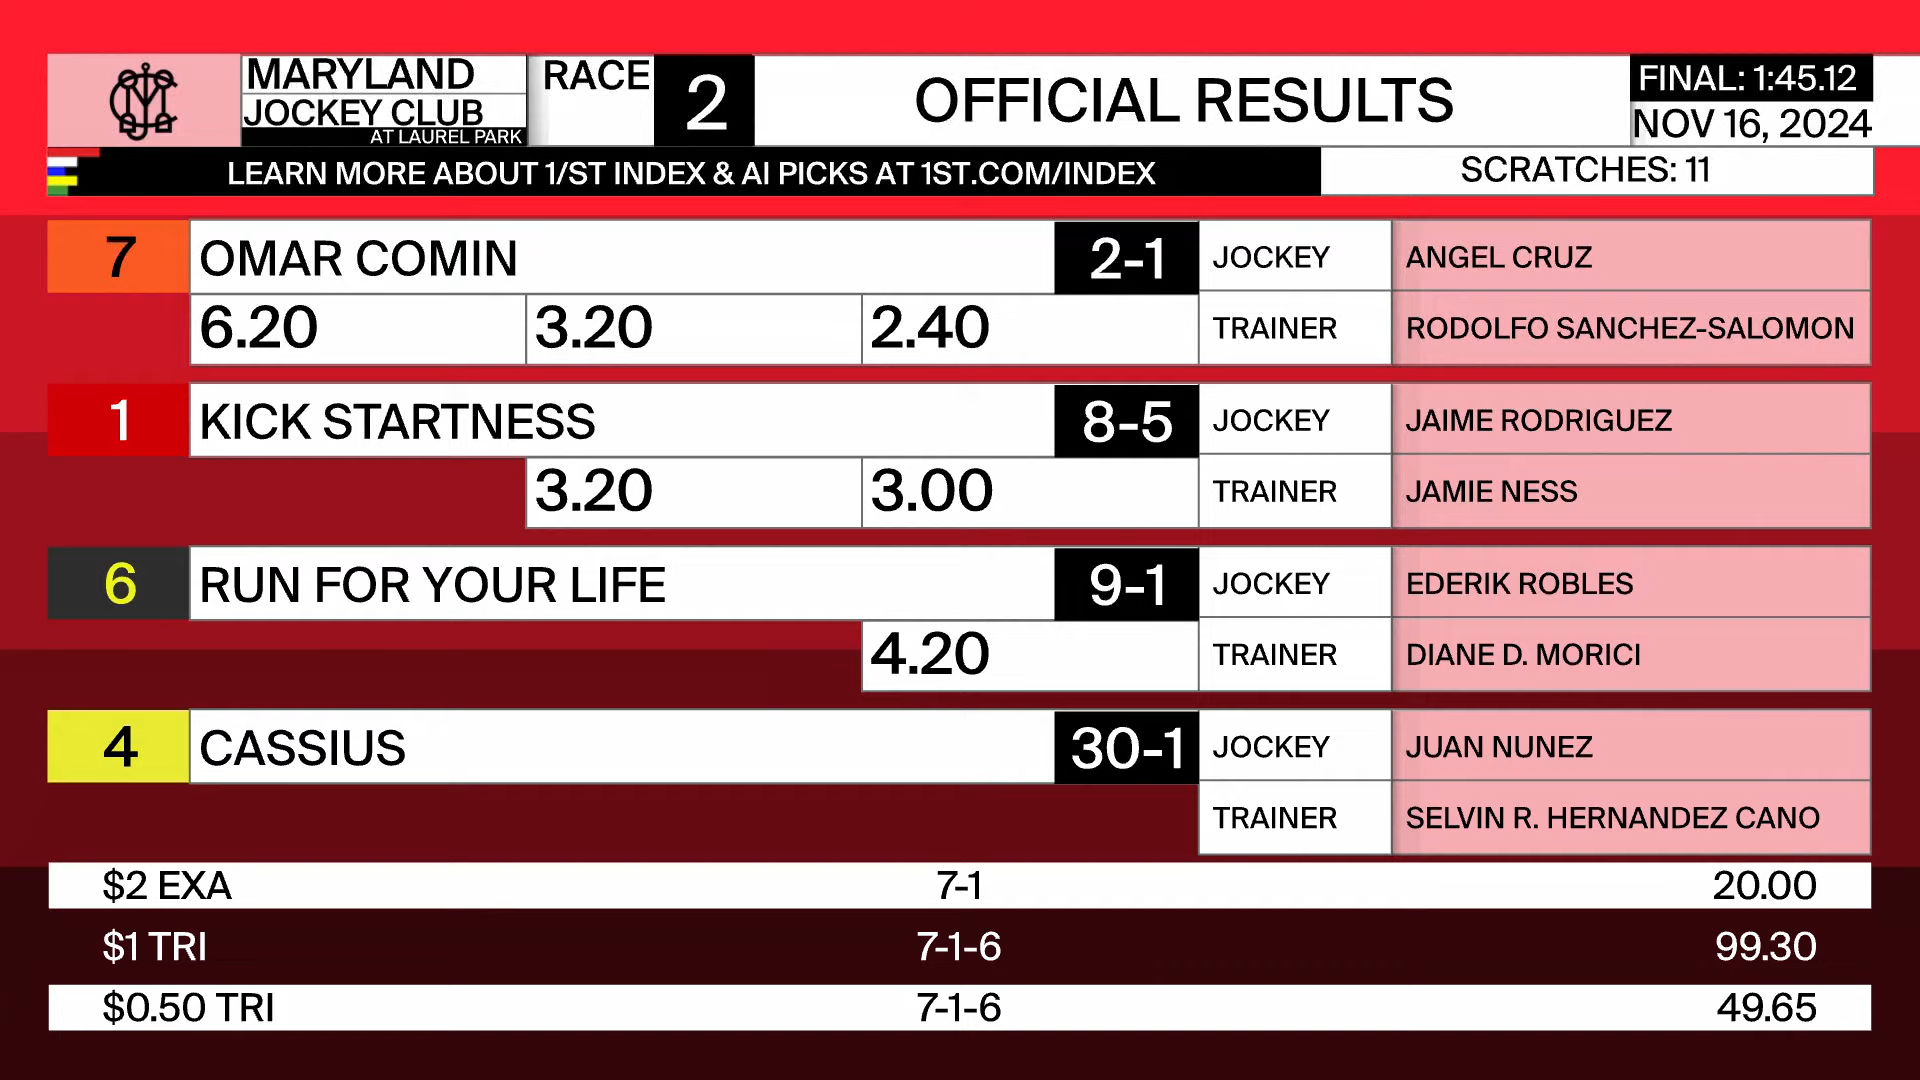 MARYLAND
JOCKEY CLUB
AT LAUREL PARK
RACE 2
OFFICIAL RESULTS
FINAL: 1:45.12
NOV 16, 2024
LEARN MORE ABOUT 1/ST INDEX & AI PICKS AT 1ST.COM/INDEX
SCRATCHES: 11
7 OMAR COMIN 2-1 JOCKEY ANGEL CRUZ
6.20 3.20 2.40 TRAINER RODOLFO SANCHEZ-SALOMON
1 KICK STARTNESS 8-5 JOCKEY JAIME RODRIGUEZ
3.20 3.00 TRAINER JAMIE NESS
6 RUN FOR YOUR LIFE 9-1 JOCKEY EDERIK ROBLES
4.20 TRAINER DIANE D. MORICI
4 CASSIUS 30-1 JOCKEY JUAN NUNEZ
TRAINER SELVIN R. HERNANDEZ CANO
$2 EXA 7-1 20.00
$1 TRI 7-1-6 99.30
$0.50 TRI 7-1-6 49.65